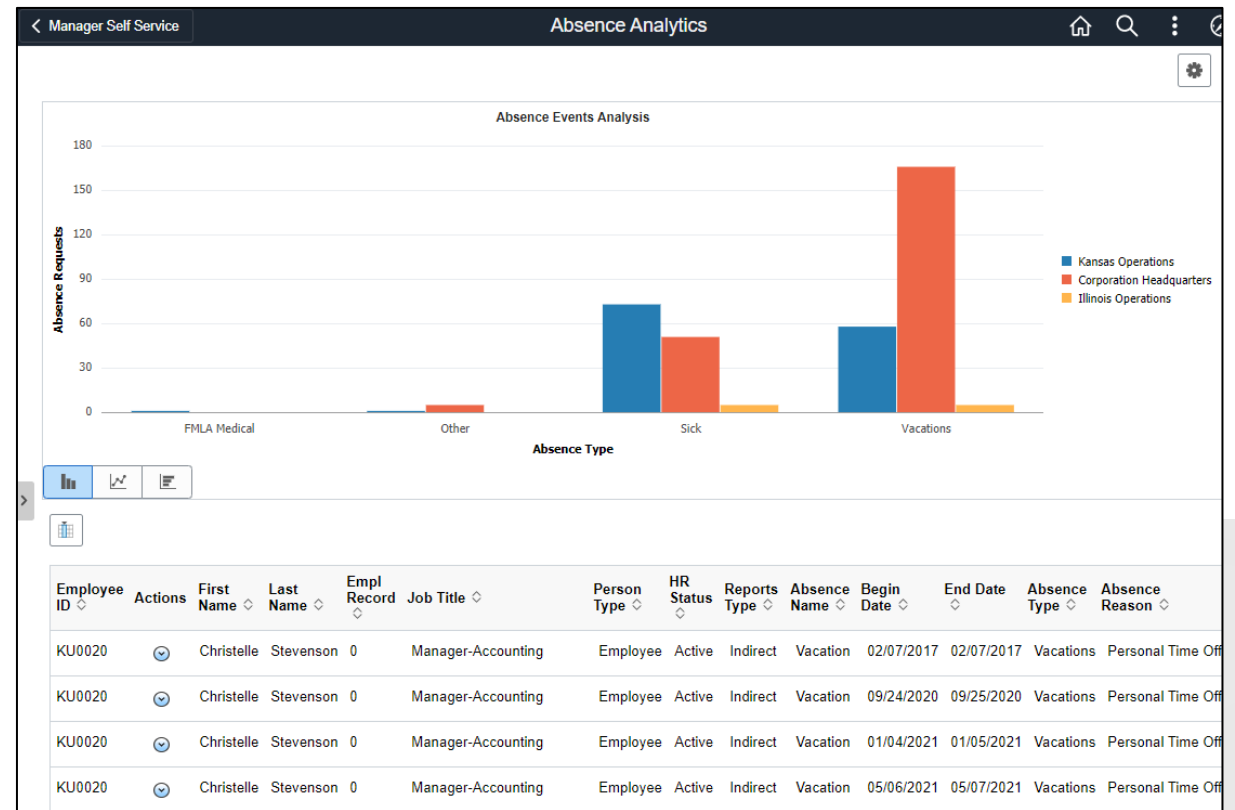 Manager Self Service
Absence Analytics
Absence Events Analysis
180
150
120
90
60
30
0
Absence Requests
FMLA Medical
Other
Sick
Vacations
Absence Type
Kansas Operations
Corporation Headquarters
Illinois Operations
Employee ID Actions First Name Last Name Empl Record Job Title Person Type HR Status Reports Type Absence Name Begin Date End Date Absence Type Absence Reason
KU0020 Christelle Stevenson 0 Manager-Accounting Employee Active Indirect Vacation 02/07/2017 02/07/2017 Vacations Personal Time Off
KU0020 Christelle Stevenson 0 Manager-Accounting Employee Active Indirect Vacation 09/24/2020 09/25/2020 Vacations Personal Time Off
KU0020 Christelle Stevenson 0 Manager-Accounting Employee Active Indirect Vacation 01/04/2021 01/05/2021 Vacations Personal Time Off
KU0020 Christelle Stevenson 0 Manager-Accounting Employee Active Indirect Vacation 05/06/2021 05/07/2021 Vacations Personal Time Off